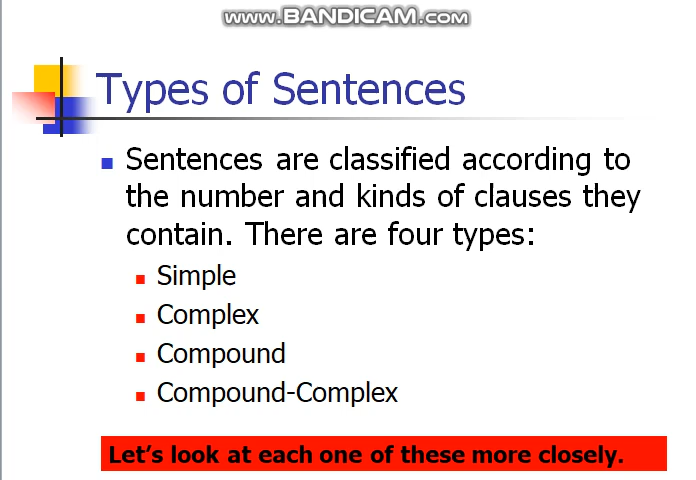 www.BANDICAM.com
Types of Sentences
Sentences are classified according to
the number and kinds of clauses they
contain. There are four types:
Simple
Complex
Compound
Compound-Complex
Let’s look at each one of these more closely.